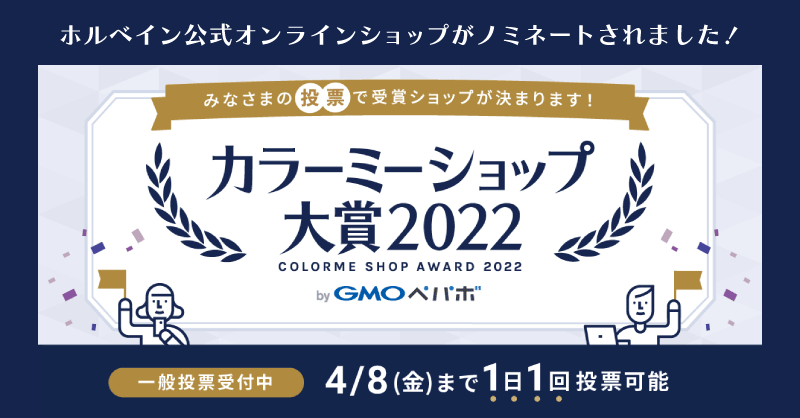 ホルベイン公式オンラインショップがノミネートされました！
みなさまの投票で受賞ショップが決まります！
カラーミーショップ
大賞2022
COLORME SHOP AWARD 2022
by GMOペパボ
一般投票受付中 4/8(金)まで1日1回投票可能